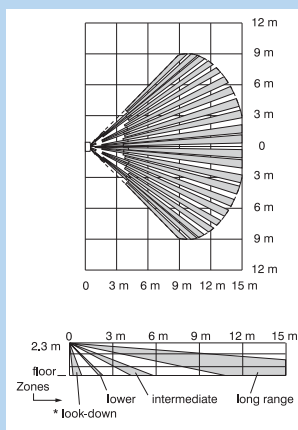 12 m
9 m
6 m
3 m
0
3 m
6 m
9 m
12 m
0 3 m 6 m 9 m 12 m 15 m
0 3 m 6 m 9 m 12 m 15 m
2.3 m
floor
Zones
lower intermediate long range
* look-down